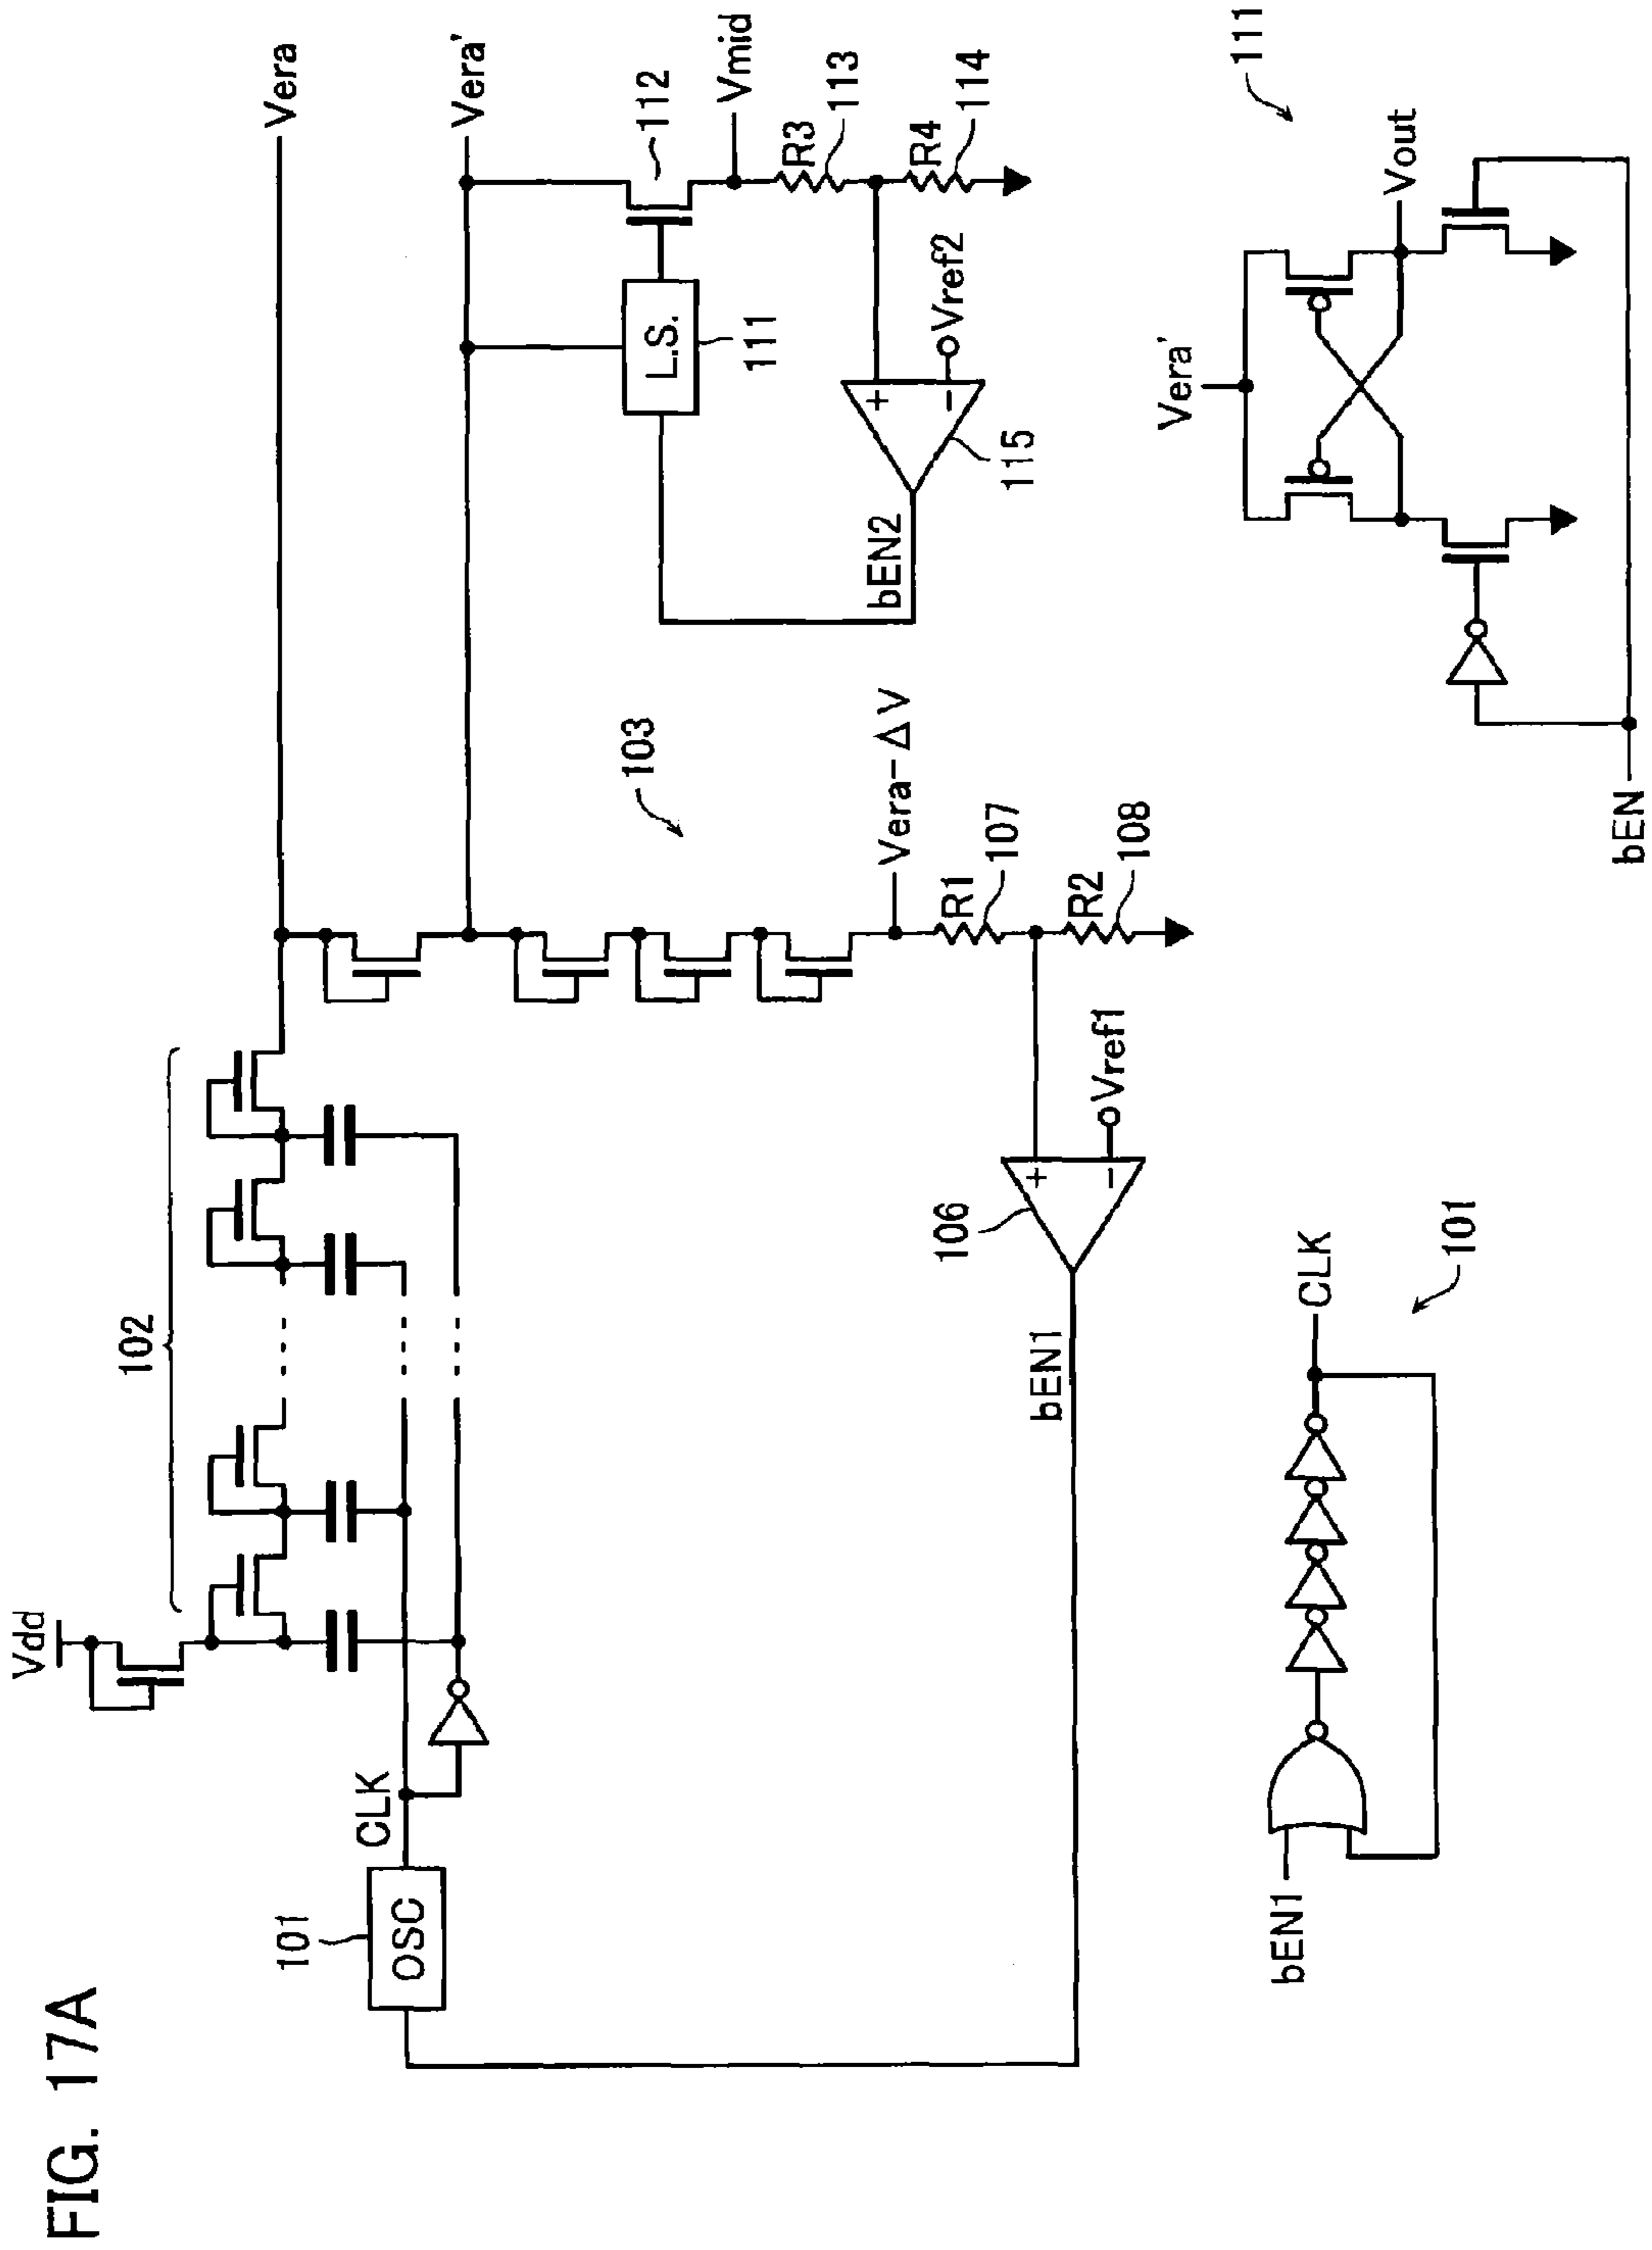 FIG. 17A
Vdd
102
Vera
101
OSC
CLK
Vera'
103
112
L.S.
111
Vmid
R3
113
R4
114
Vref2
+
−
115
bEN2
Vera-ΔV
R1
107
R2
108
106
+
−
Vref1
bEN1
bEN1
CLK
101
111
Vera'
Vout
bEN